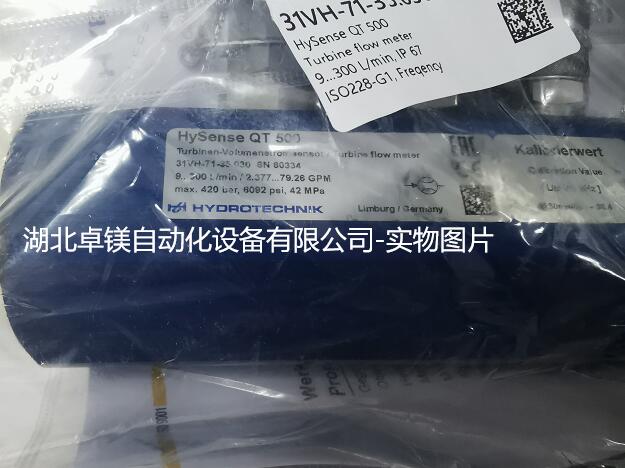 31VH-71-35.030
HySense QT 500
Turbine flow meter
9...300 L/min, IP 67
ISO228-G1, Freqency
HySense QT 500
Turbinen-Volumenstrom Sensor / Turbine flow meter
31VH-71-35.030 SN 80334
9...300 L/min / 2.377...79.26 GPM
max. 420 bar, 6092 psi, 42 MPa
HYDROTECHNIK
Limburg / Germany
EAC
Kalibrierwert
Calibration Value
湖北卓镁自动化设备有限公司-实物图片
9001